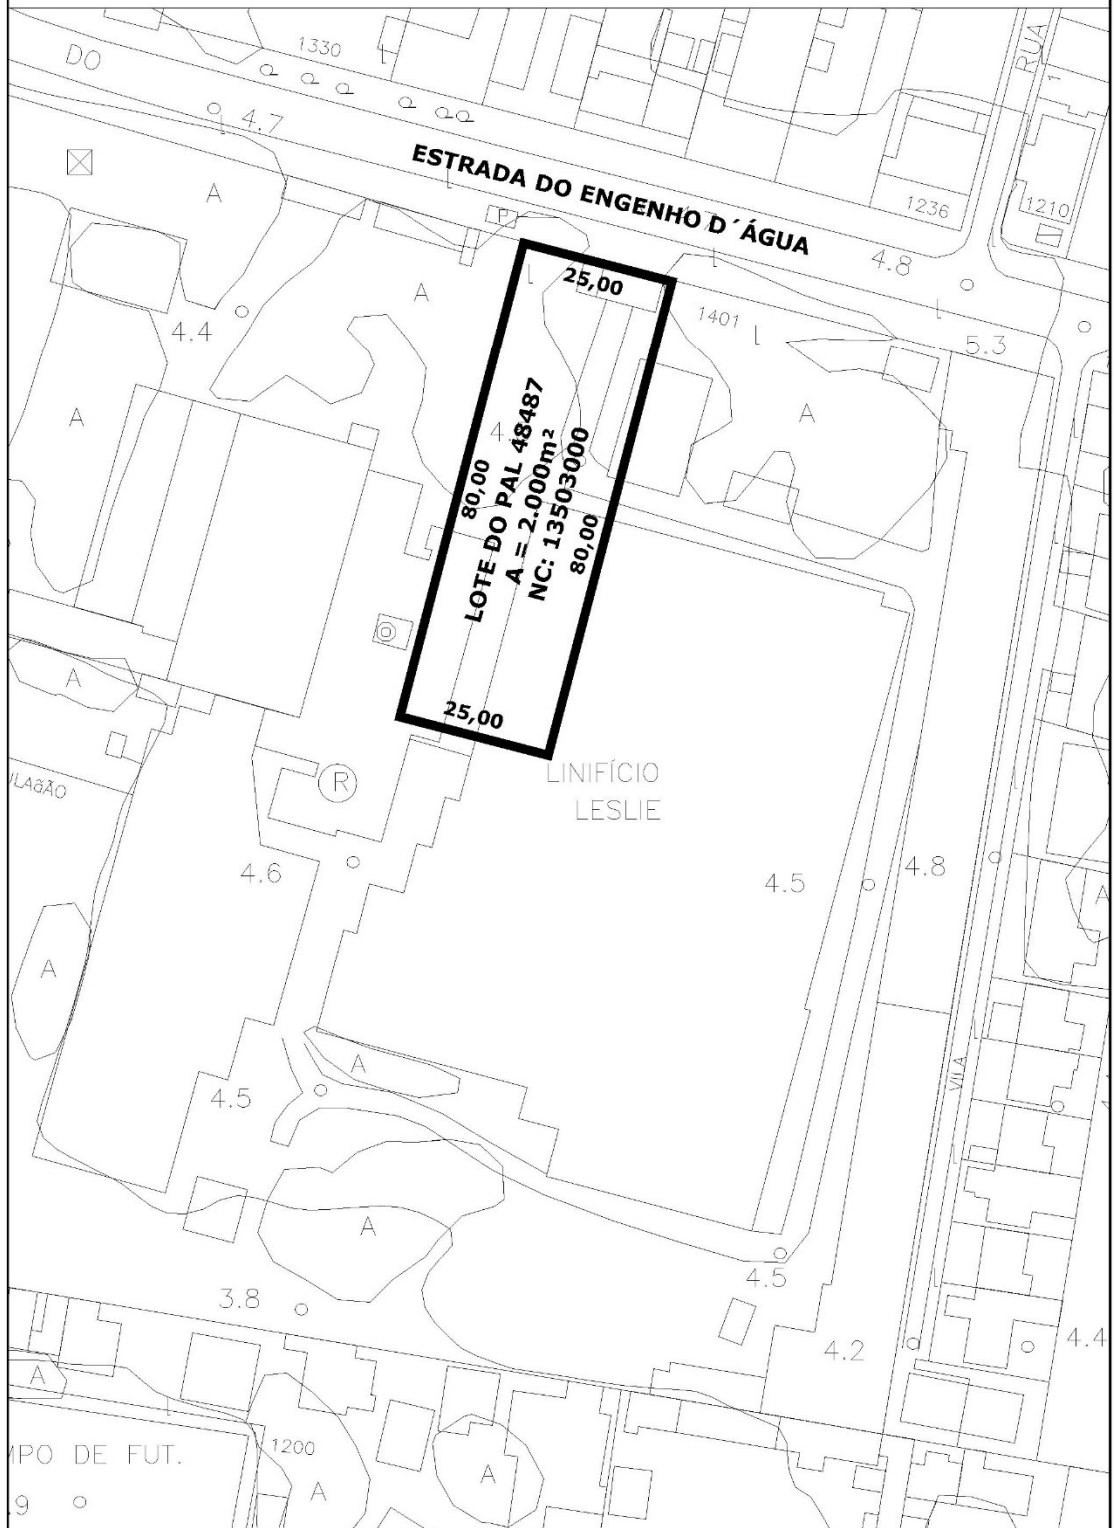 DO
1330
RUA
1
4.7
ESTRADA DO ENGENHO D´ÁGUA
A
P
1236
1210
4.8
25,00
A
1401
4.4
5.3
A
A
80,00
LOTE DO PAL 48487
A = 2.000m²
NC: 13503000
80,00
A
25,00
R
LINIFÍCIO
LESLIE
4.6
4.5
4.8
A
A
A
VILA
4.5
A
4.5
3.8
4.2
4.4
A
1200
DE FUT.
A
A